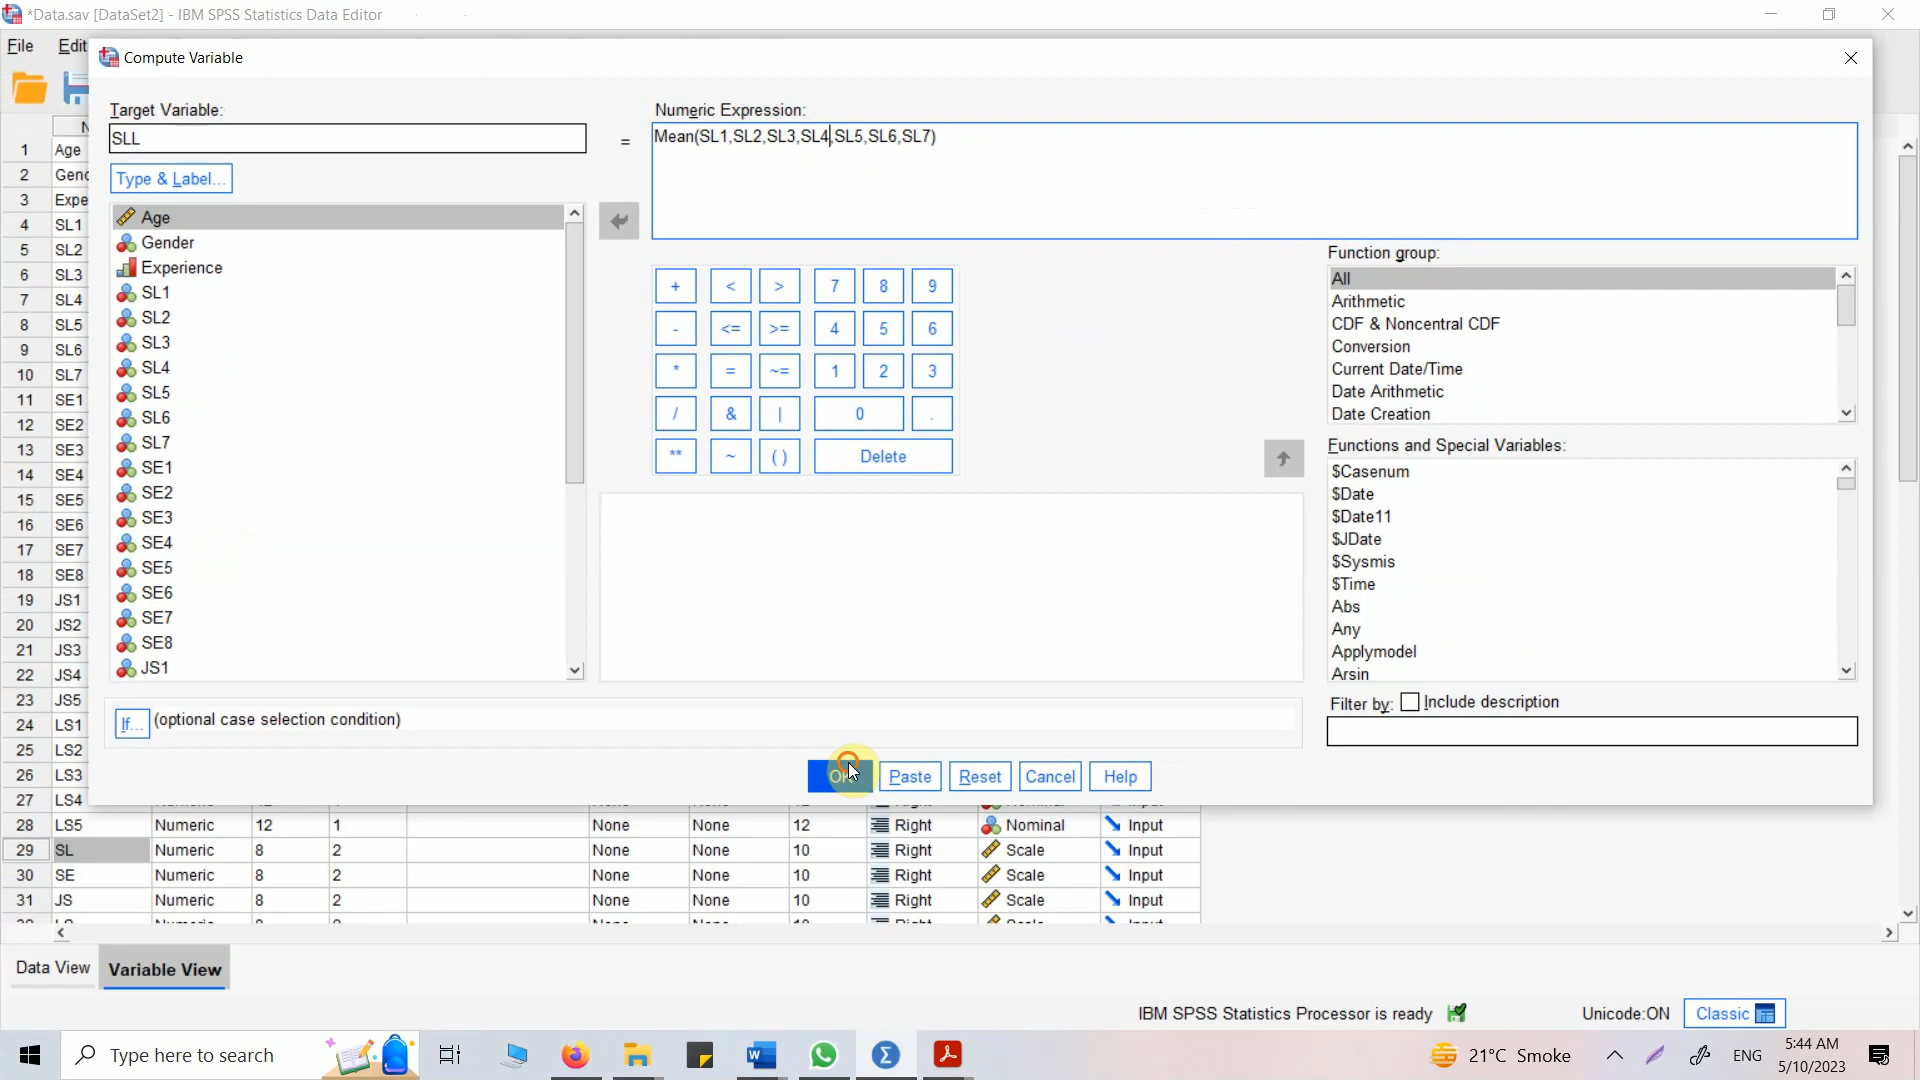 *Data.sav [DataSet2] - IBM SPSS Statistics Data Editor
File Edit
Compute Variable
Target Variable:
Numeric Expression:
SLL
=
Mean(SL1,SL2,SL3,SL4,SL5,SL6,SL7)
Type & Label...
Age
Gender
Experience
SL1
SL2
SL3
SL4
SL5
SL6
SL7
SE1
SE2
SE3
SE4
SE5
SE6
SE7
SE8
JS1
+ < > 7 8 9
- <= >= 4 5 6
* = ~= 1 2 3
/ & | 0 .
** ~ ( ) Delete
Function group:
All
Arithmetic
CDF & Noncentral CDF
Conversion
Current Date/Time
Date Arithmetic
Date Creation
Functions and Special Variables:
$Casenum
$Date
$Date11
$JDate
$Sysmis
$Time
Abs
Any
Applymodel
Arsin
Filter by: Include description
If... (optional case selection condition)
OK Paste Reset Cancel Help
N
1 Age
2 Gend
3 Expe
4 SL1
5 SL2
6 SL3
7 SL4
8 SL5
9 SL6
10 SL7
11 SE1
12 SE2
13 SE3
14 SE4
15 SE5
16 SE6
17 SE7
18 SE8
19 JS1
20 JS2
21 JS3
22 JS4
23 JS5
24 LS1
25 LS2
26 LS3
27 LS4
28 LS5 Numeric 12 1 None None 12 Right Nominal Input
29 SL Numeric 8 2 None None 10 Right Scale Input
30 SE Numeric 8 2 None None 10 Right Scale Input
31 JS Numeric 8 2 None None 10 Right Scale Input
Data View Variable View
IBM SPSS Statistics Processor is ready Unicode:ON Classic
Type here to search
21°C Smoke
ENG
5:44 AM
5/10/2023